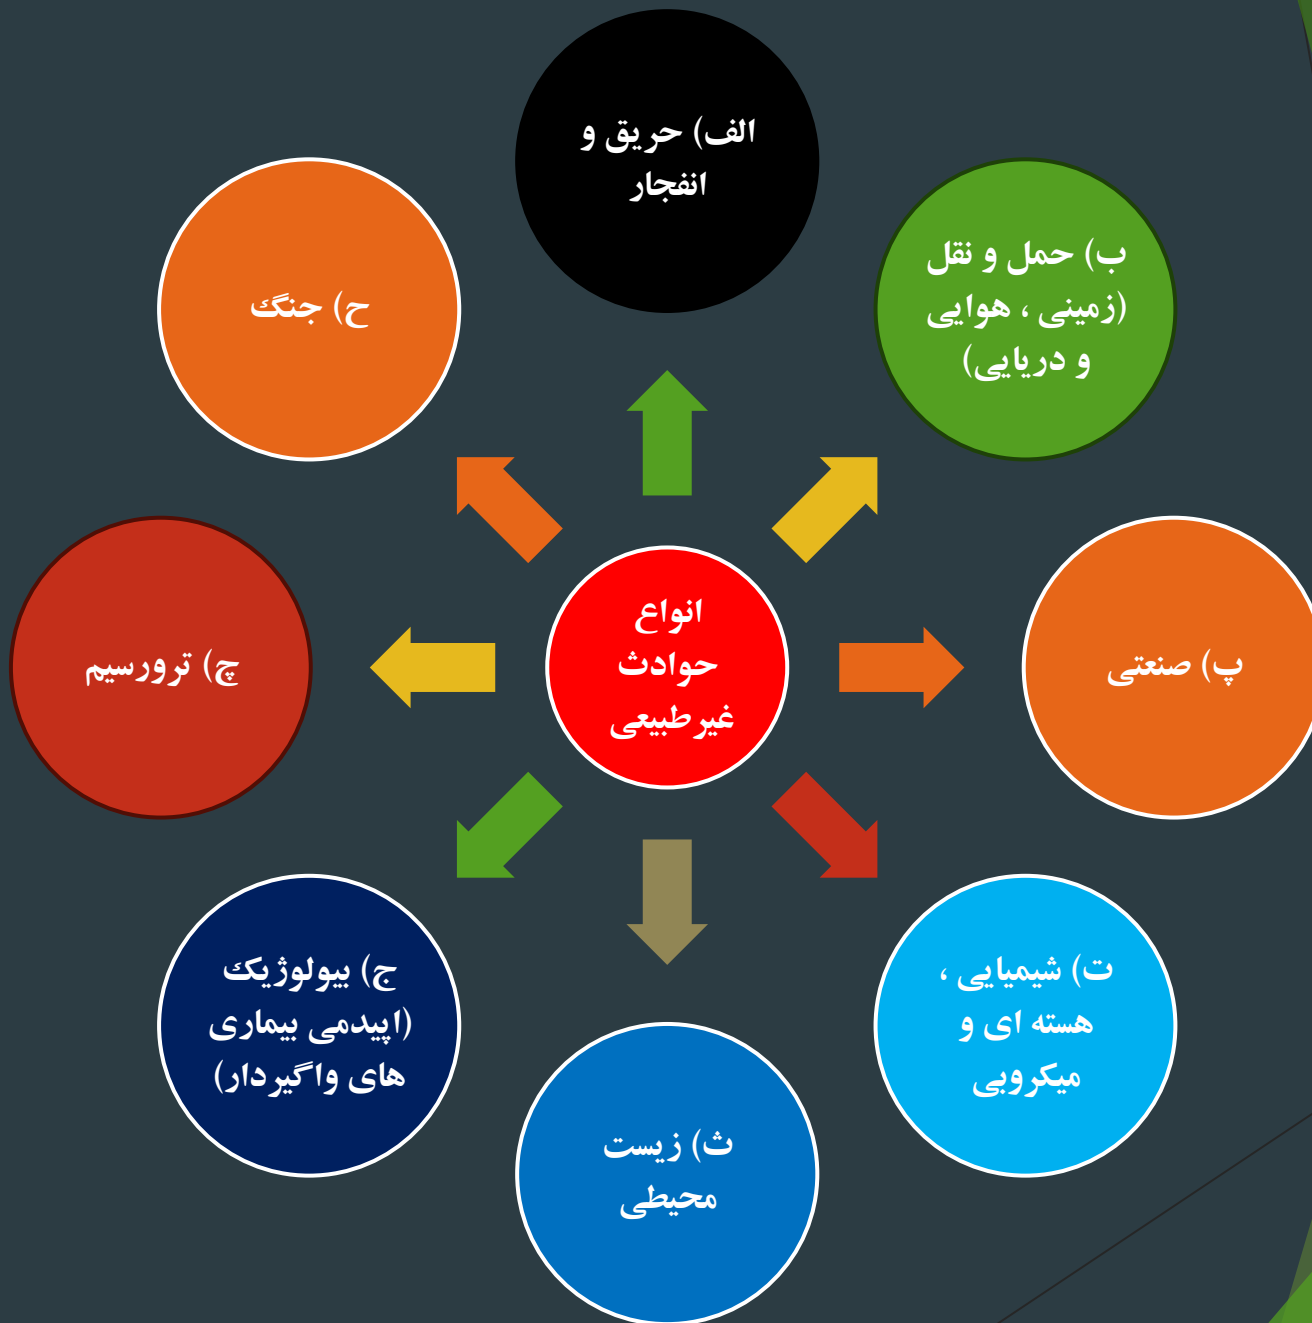 انواع
حوادث
غیرطبیعی
الف) حریق و
انفجار
ب) حمل و نقل
(زمینی ، هوایی
و دریایی)
پ) صنعتی
ت) شیمیایی ،
هسته ای و
میکروبی
ث) زیست
محیطی
ج) بیولوژیک
(اپیدمی بیماری
های واگیردار)
چ) ترورسیم
ح) جنگ